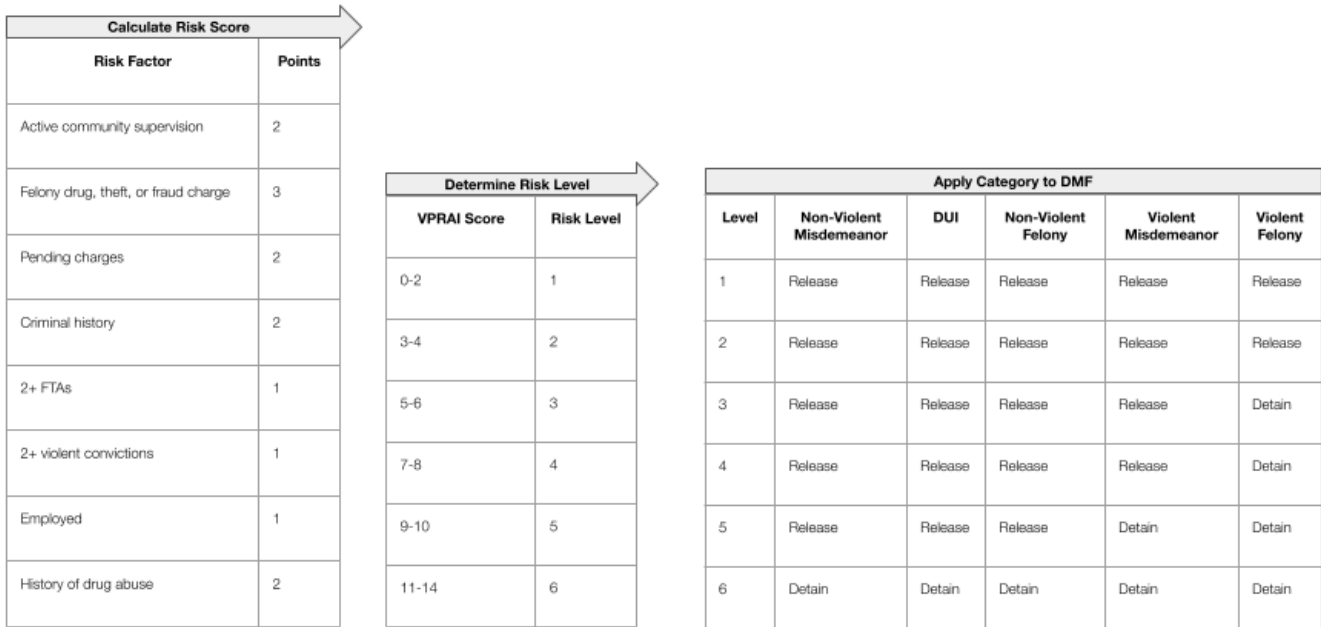 Calculate Risk Score
Risk Factor Points
Active community supervision 2
Felony drug, theft, or fraud charge 3
Pending charges 2
Criminal history 2
2+ FTAs 1
2+ violent convictions 1
Employed 1
History of drug abuse 2
Determine Risk Level
VPRAI Score Risk Level
0-2 1
3-4 2
5-6 3
7-8 4
9-10 5
11-14 6
Apply Category to DMF
Level Non-Violent DUI Non-Violent Violent Violent
Misdemeanor Felony Misdemeanor Felony
1 Release Release Release Release Release
2 Release Release Release Release Release
3 Release Release Release Release Detain
4 Release Release Release Release Detain
5 Release Release Release Detain Detain
6 Detain Detain Detain Detain Detain